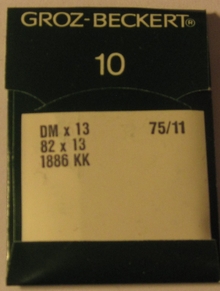 GROZ-BECKERT®
10
DM x 13 75/11
82 x 13
1886 KK